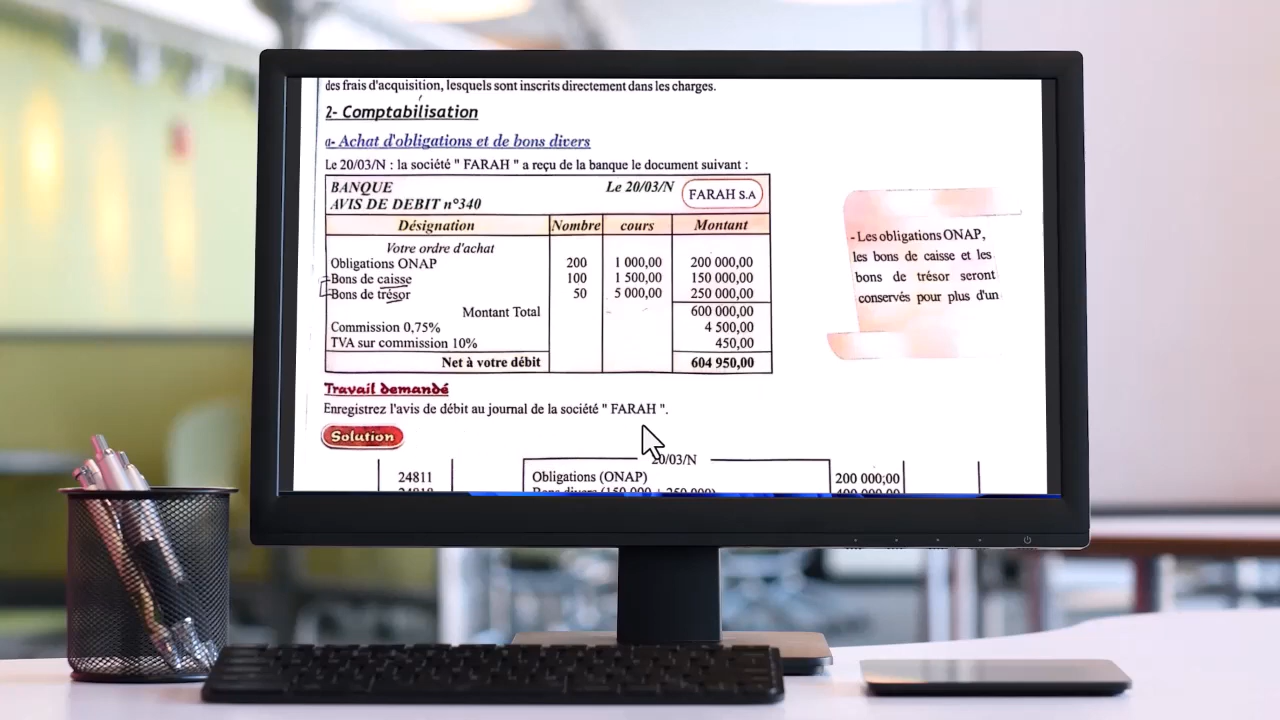 des frais d'acquisition, lesquels sont inscrits directement dans les charges.
2- Comptabilisation
a- Achat d'obligations et de bons divers
Le 20/03/N : la société " FARAH " a reçu de la banque le document suivant :
BANQUE Le 20/03/N FARAH S.A
AVIS DE DEBIT n°340
Désignation Nombre cours Montant
Votre ordre d'achat
Obligations ONAP 200 1 000,00 200 000,00
Bons de caisse 100 1 500,00 150 000,00
Bons de trésor 50 5 000,00 250 000,00
Montant Total 600 000,00
Commission 0,75% 4 500,00
TVA sur commission 10% 450,00
Net à votre débit 604 950,00
- Les obligations ONAP,
les bons de caisse et les
bons de trésor seront
conservés pour plus d'un
Travail demandé
Enregistrez l'avis de débit au journal de la société " FARAH ".
Solution
20/03/N
24811 Obligations (ONAP) 200 000;00
Bons divers (150 000 + 250 000)